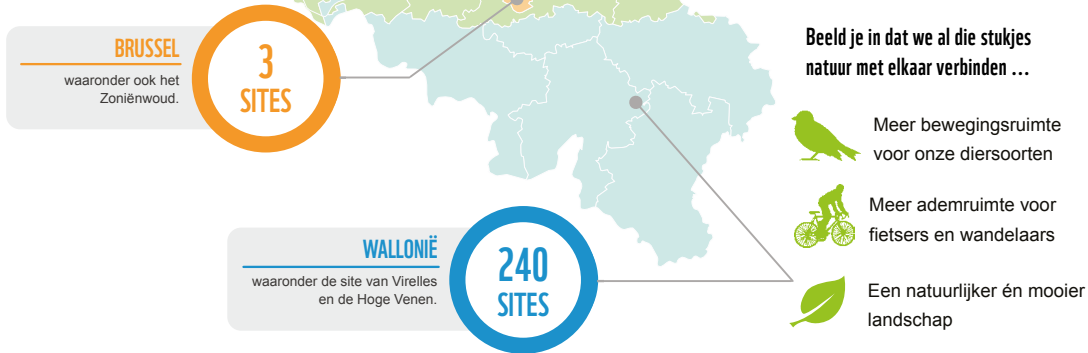 BRUSSEL
waaronder ook het
Zoniënwoud.
3
SITES
WALLONIË
waaronder de site van Virelles
en de Hoge Venen.
240
SITES
Beeld je in dat we al die stukjes
natuur met elkaar verbinden ...
Meer bewegingsruimte
voor onze diersoorten
Meer ademruimte voor
fietsers en wandelaars
Een natuurlijker én mooier
landschap